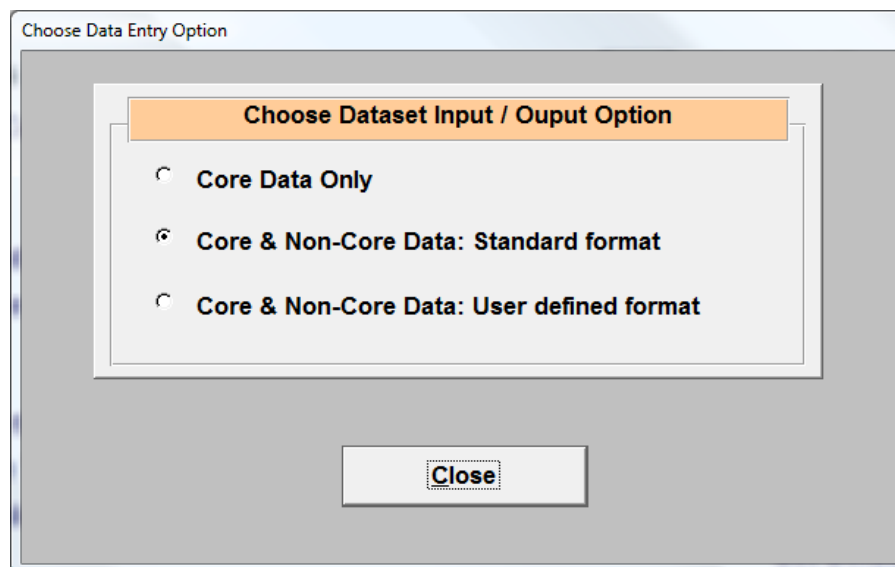 Choose Data Entry Option
Choose Dataset Input / Ouput Option
Core Data Only
Core & Non-Core Data: Standard format
Core & Non-Core Data: User defined format
Close